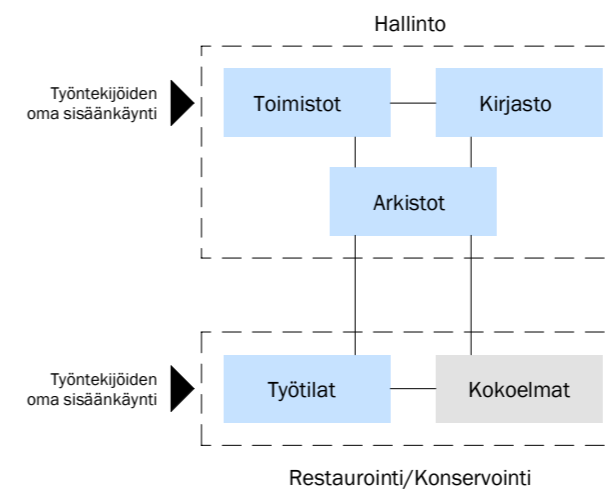 Hallinto
Työntekijöiden
oma sisäänkäynti
Toimistot
Kirjasto
Arkistot
Työntekijöiden
oma sisäänkäynti
Työtilat
Kokoelmat
Restaurointi/Konservointi